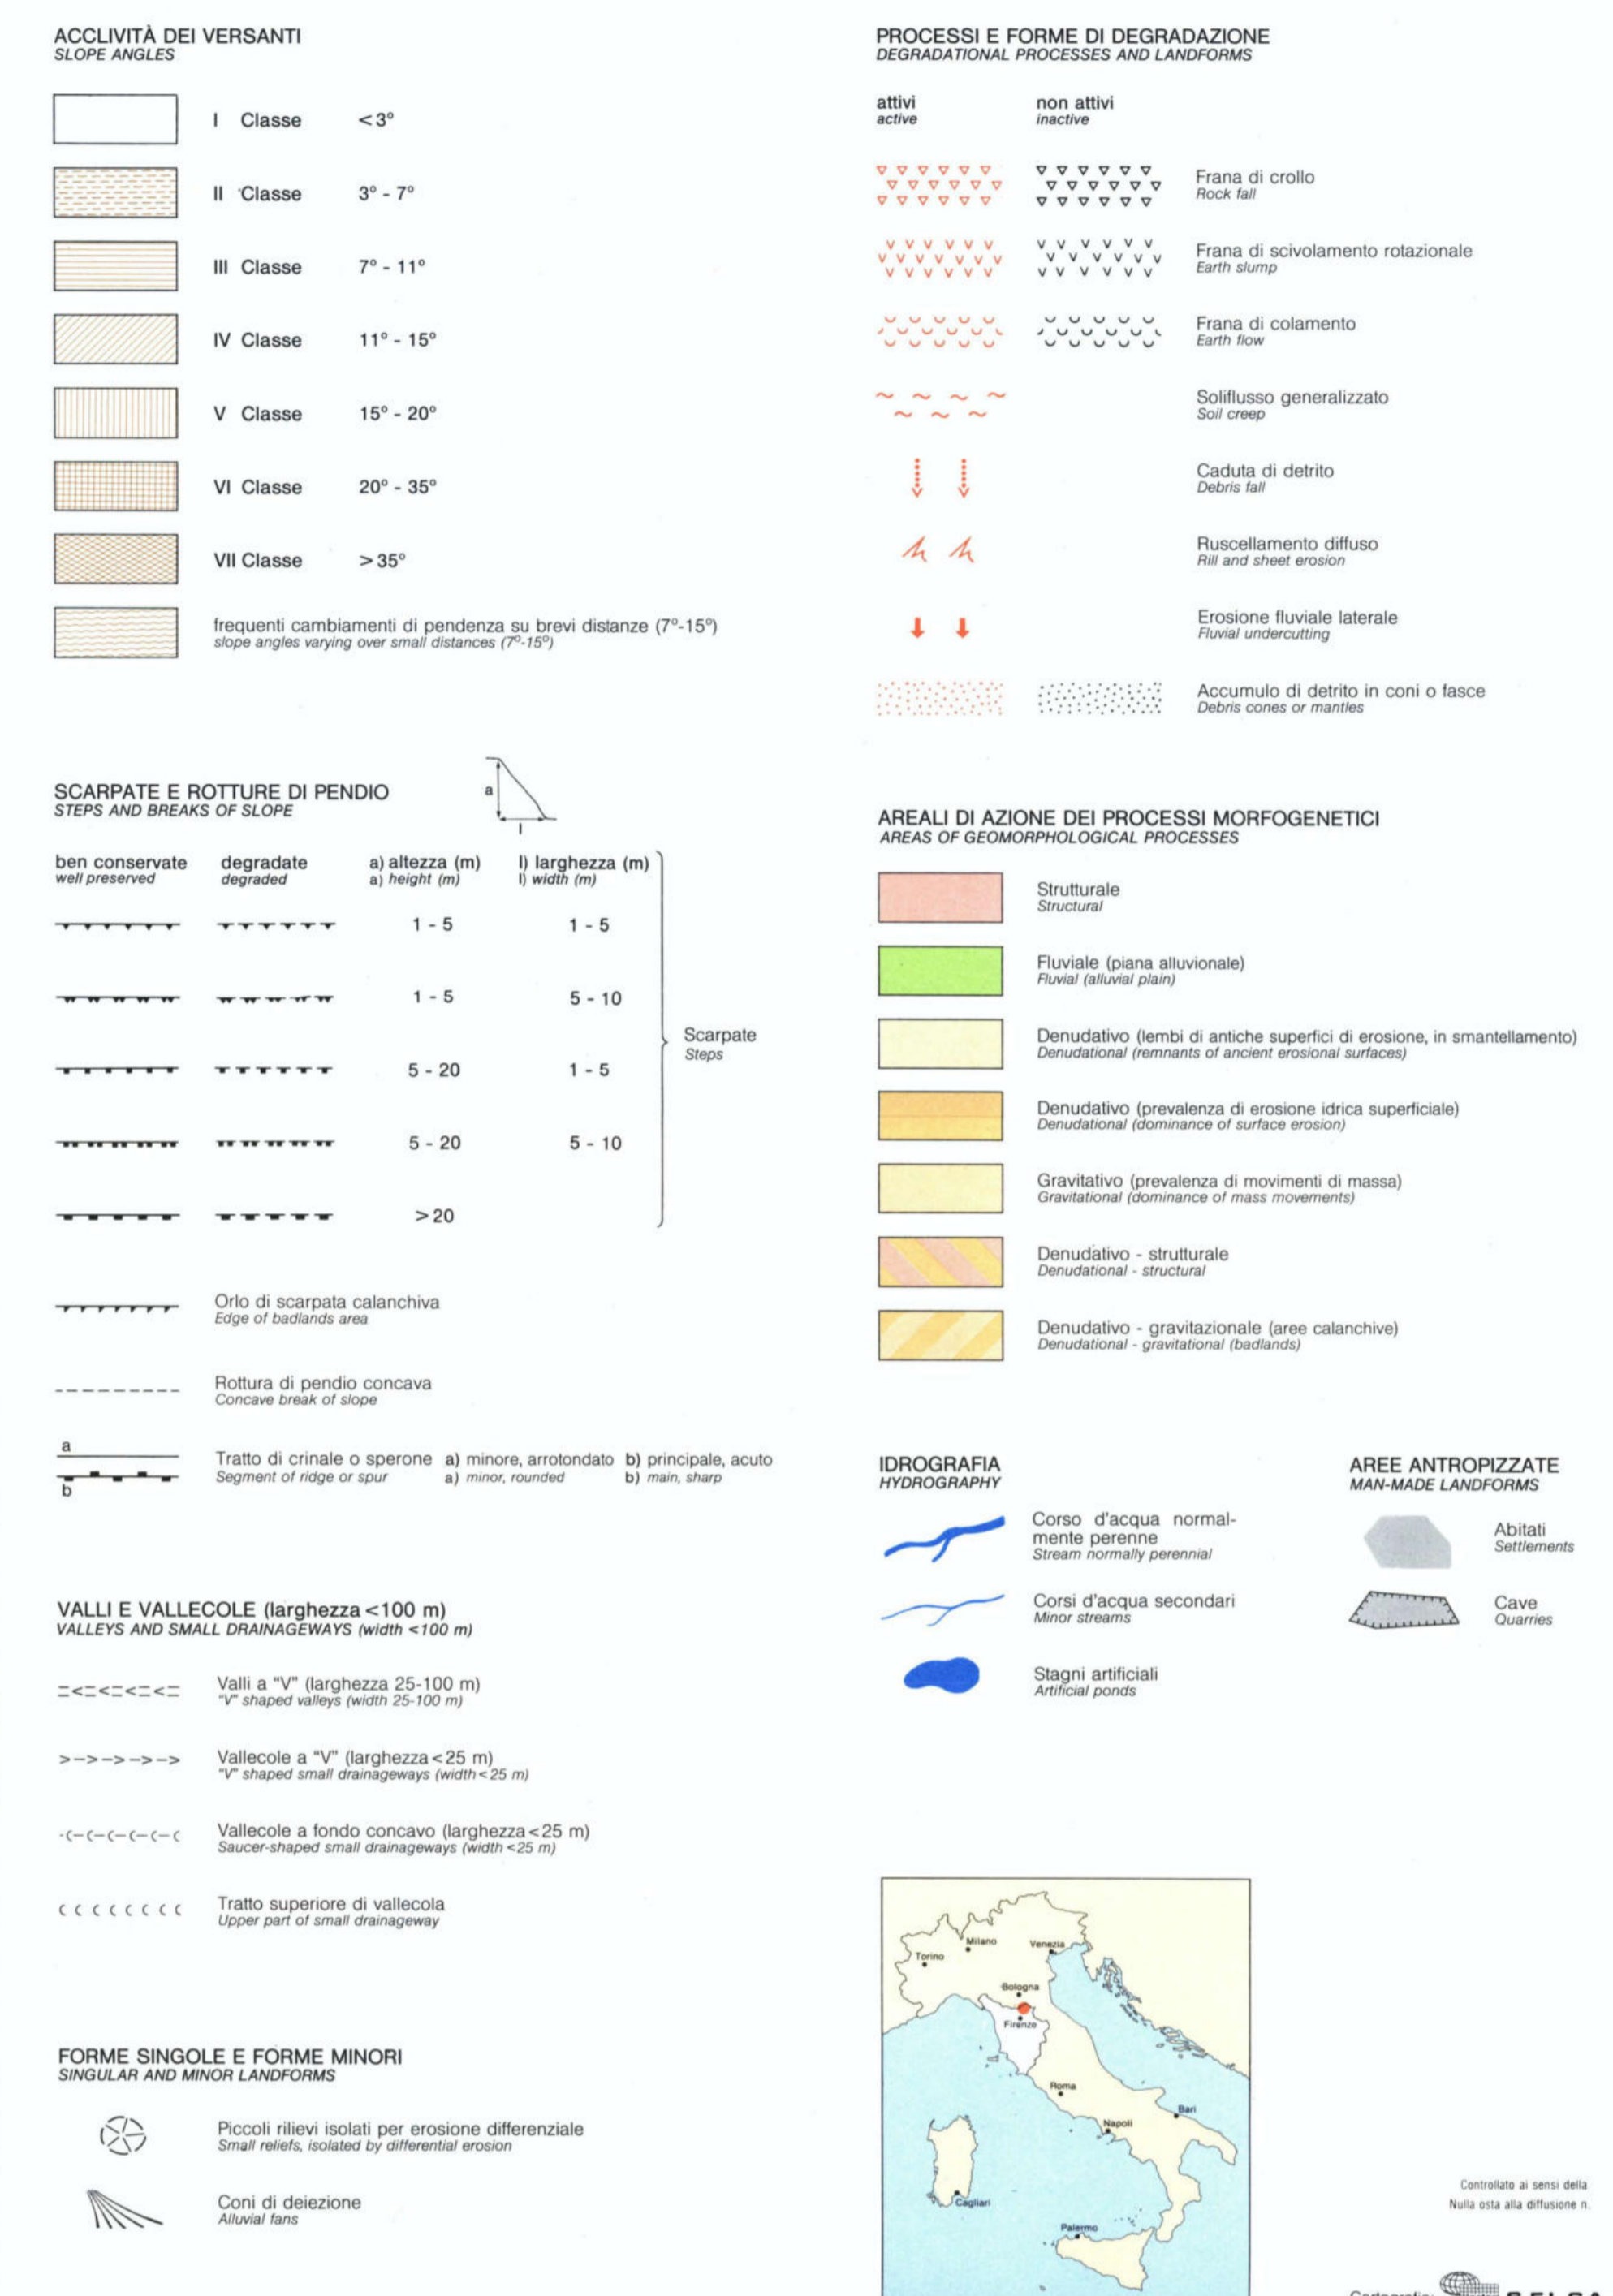 ACCLIVITÀ DEI VERSANTI
SLOPE ANGLES
I Classe <3°
II Classe 3° - 7°
III Classe 7° - 11°
IV Classe 11° - 15°
V Classe 15° - 20°
VI Classe 20° - 35°
VII Classe >35°
frequenti cambiamenti di pendenza su brevi distanze (7°-15°)
slope angles varying over small distances (7°-15°)
SCARPATE E ROTTURE DI PENDIO
STEPS AND BREAKS OF SLOPE
a
l
ben conservate degradate a) altezza (m) l) larghezza (m)
well preserved degraded a) height (m) l) width (m)
1 - 5 1 - 5
1 - 5 5 - 10
5 - 20 1 - 5
5 - 20 5 - 10
>20
Scarpate
Steps
Orlo di scarpata calanchiva
Edge of badlands area
Rottura di pendio concava
Concave break of slope
a
b
Tratto di crinale o sperone a) minore, arrotondato b) principale, acuto
Segment of ridge or spur a) minor, rounded b) main, sharp
VALLI E VALLECOLE (larghezza<100 m)
VALLEYS AND SMALL DRAINAGEWAYS (width <100 m)
Valli a "V" (larghezza 25-100 m)
"V" shaped valleys (width 25-100 m)
Vallecole a "V" (larghezza<25 m)
"V" shaped small drainageways (width<25 m)
Vallecole a fondo concavo (larghezza<25 m)
Saucer-shaped small drainageways (width <25 m)
Tratto superiore di vallecola
Upper part of small drainageway
FORME SINGOLE E FORME MINORI
SINGULAR AND MINOR LANDFORMS
Piccoli rilievi isolati per erosione differenziale
Small reliefs, isolated by differential erosion
Coni di deiezione
Alluvial fans
PROCESSI E FORME DI DEGRADAZIONE
DEGRADATIONAL PROCESSES AND LANDFORMS
attivi non attivi
active inactive
Frana di crollo
Rock fall
Frana di scivolamento rotazionale
Earth slump
Frana di colamento
Earth flow
Soliflusso generalizzato
Soil creep
Caduta di detrito
Debris fall
Ruscellamento diffuso
Rill and sheet erosion
Erosione fluviale laterale
Fluvial undercutting
Accumulo di detrito in coni o fasce
Debris cones or mantles
AREALI DI AZIONE DEI PROCESSI MORFOGENETICI
AREAS OF GEOMORPHOLOGICAL PROCESSES
Strutturale
Structural
Fluviale (piana alluvionale)
Fluvial (alluvial plain)
Denudativo (lembi di antiche superfici di erosione, in smantellamento)
Denudational (remnants of ancient erosional surfaces)
Denudativo (prevalenza di erosione idrica superficiale)
Denudational (dominance of surface erosion)
Gravitativo (prevalenza di movimenti di massa)
Gravitational (dominance of mass movements)
Denudativo - strutturale
Denudational - structural
Denudativo - gravitazionale (aree calanchive)
Denudational - gravitational (badlands)
IDROGRAFIA
HYDROGRAPHY
Corso d'acqua normal-
mente perenne
Stream normally perennial
Corsi d'acqua secondari
Minor streams
Stagni artificiali
Artificial ponds
AREE ANTROPIZZATE
MAN-MADE LANDFORMS
Abitati
Settlements
Cave
Quarries
Milano
Venezia
Torino
Bologna
Firenze
Roma
Bari
Napoli
Cagliari
Palermo
Controllato ai sensi della
Nulla osta alla diffusione n.